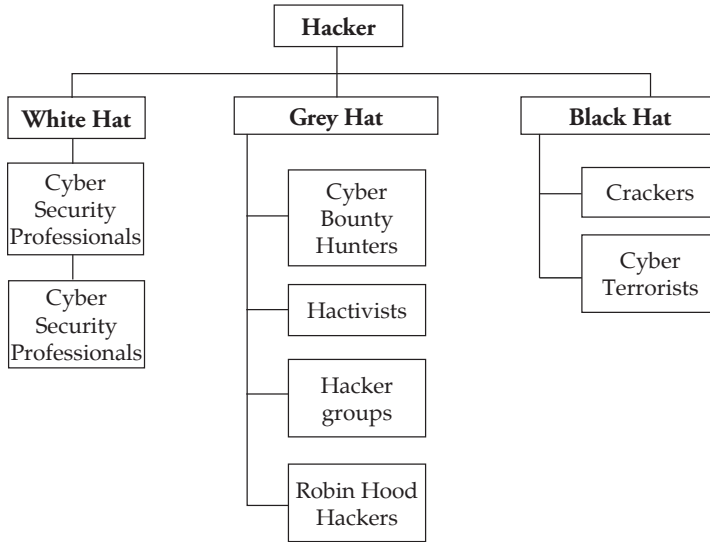 Hacker
White Hat
Grey Hat
Black Hat
Cyber
Security
Professionals
Cyber
Security
Professionals
Cyber
Bounty
Hunters
Hactivists
Hacker
groups
Robin Hood
Hackers
Crackers
Cyber
Terrorists